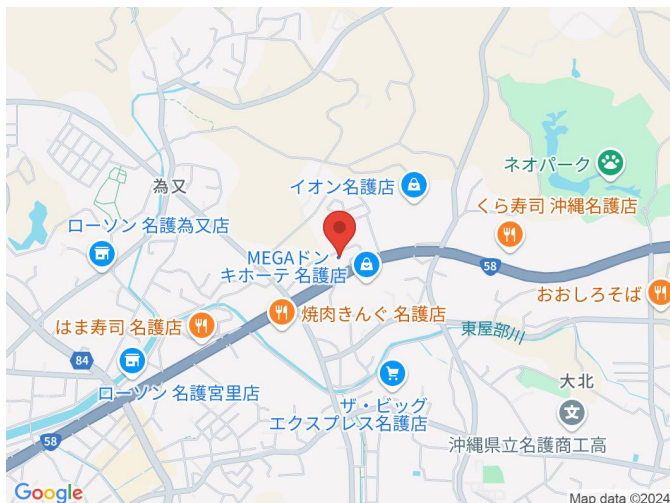 ネオパーク
為又
イオン名護店
くら寿司 沖縄名護店
ローソン 名護為又店
MEGAドン
キホーテ 名護店
58
おおしろそば
焼肉きんぐ 名護店
はま寿司 名護店
東屋部川
84
ローソン 名護宮里店
大北
ザ・ビッグ
エクスプレス名護店
58
沖縄県立名護商工高
Google
Map data ©2024